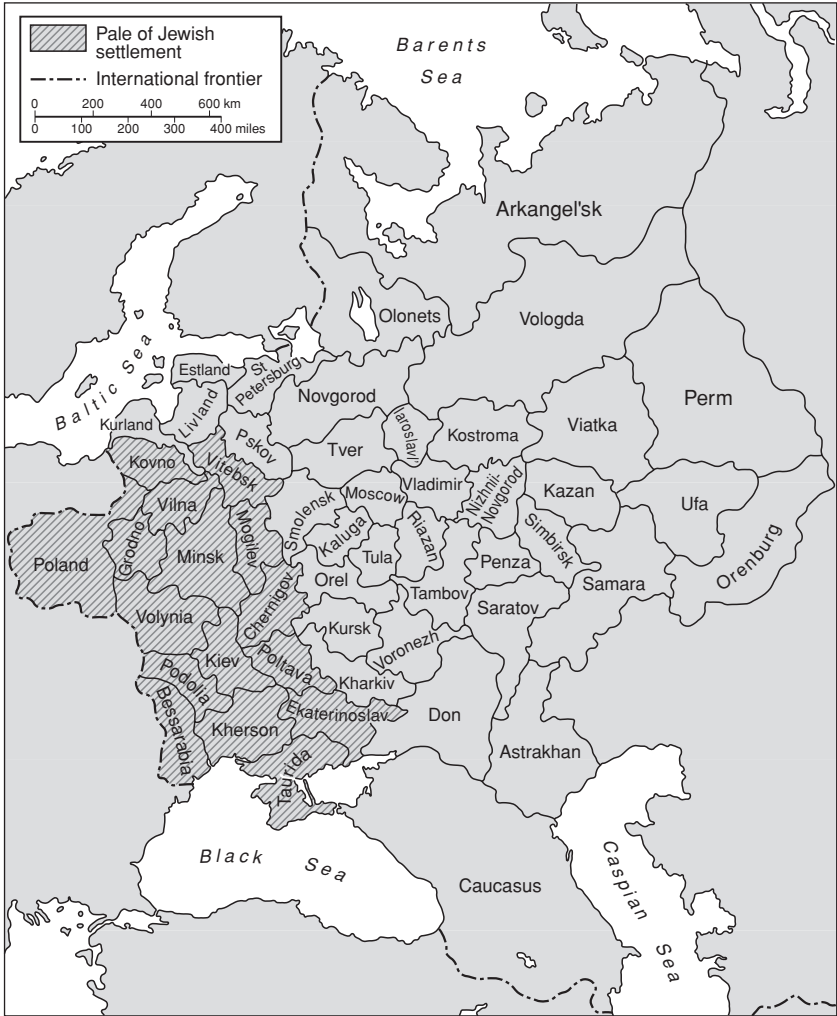 Pale of Jewish
settlement
International frontier
0 200 400 600 km
0 100 200 300 400 miles
Barents
Sea
Arkangel'sk
Olonets
Vologda
Baltic Sea
Estland
St
Petersburg
Novgorod
Perm
Livland
Kurland
Pskov
Tver
Iaroslavl'
Kostroma
Viatka
Kovno
Vitebsk
Vladimir
Nizhnii-
Novgorod
Kazan
Ufa
Vilna
Smolensk
Moscow
Grodno
Mogilev
Kaluga
Riazan
Simbirsk
Orenburg
Poland
Minsk
Tula
Penza
Samara
Orel
Chernigov
Tambov
Saratov
Volynia
Kursk
Voronezh
Kiev
Poltava
Podolia
Kharkiv
Bessarabia
Kherson
Ekaterinoslav
Don
Taurida
Astrakhan
Black Sea
Caucasus
Caspian Sea